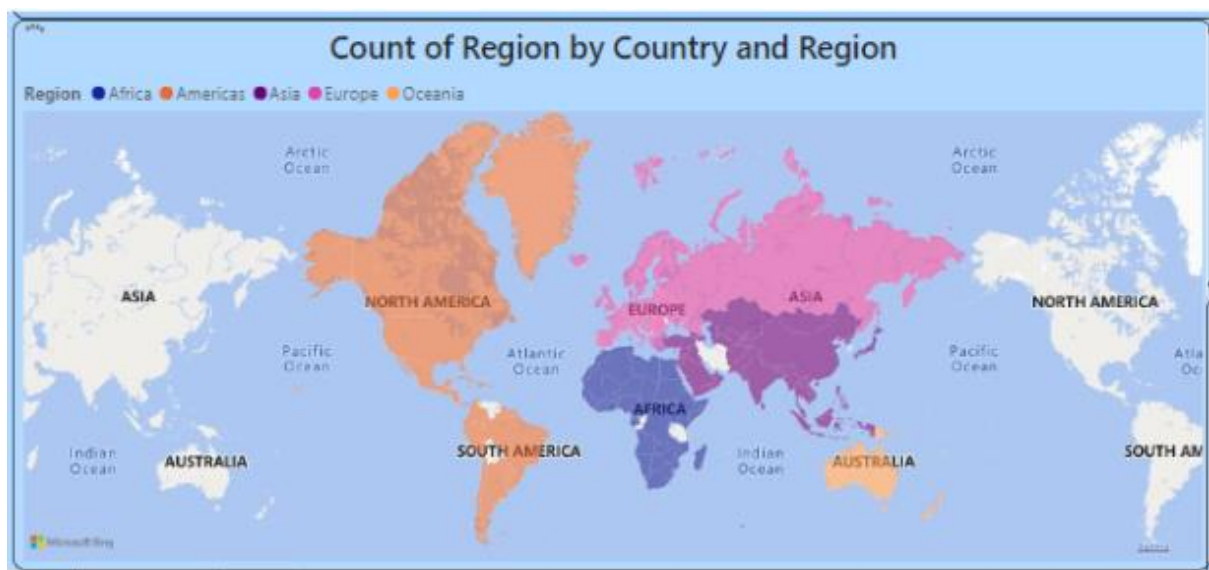 Count of Region by Country and Region
Region Africa Americas Asia Europe Oceania
Arctic
Ocean
Arctic
Ocean
ASIA
NORTH AMERICA
EUROPE
ASIA
NORTH AMERICA
Pacific
Ocean
Atlantic
Ocean
Pacific
Ocean
AFRICA
Indian
Ocean
AUSTRALIA
SOUTH AMERICA
Indian
Ocean
AUSTRALIA
SOUTH AM
Microsoft Bing